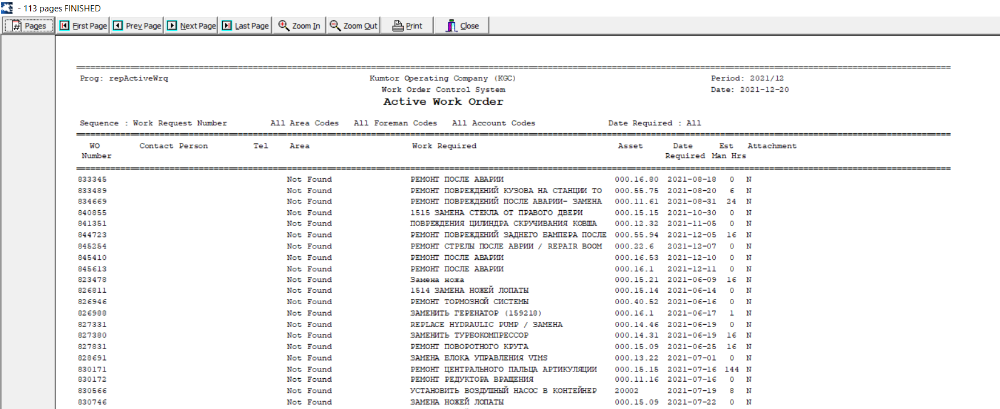 - 113 pages FINISHED
Pages First Page Prev Page Next Page Last Page Zoom In Zoom Out Print Close
Prog: repActiveWrq Kumtor Operating Company (KGC) Period: 2021/12
Work Order Control System Date: 2021-12-20
Active Work Order
Sequence : Work Request Number All Area Codes All Foreman Codes All Account Codes Date Required : All
WO Contact Person Tel Area Work Required Asset Date Est Attachment
Number Required Man Hrs
833345 Not Found РЕМОНТ ПОСЛЕ АВАРИИ 000.16.80 2021-08-18 0 N
833489 Not Found РЕМОНТ ПОВРЕЖДЕНИЙ КУЗОВА НА СТАНЦИИ ТО 000.55.75 2021-08-20 6 N
834669 Not Found РЕМОНТ ПОВРЕЖДЕНИЙ ПОСЛЕ АВАРИИ- ЗАМЕНА 000.11.61 2021-08-31 24 N
840855 Not Found 1515 ЗАМЕНА СТЕКЛА ОТ ПРАВОГО ДВЕРИ 000.15.15 2021-10-30 0 N
841351 Not Found ПОВРЕЖДЕНИЯ ЦИЛИНДРА СКРУЧИВАНИЯ КОВША 000.12.32 2021-11-05 0 N
844723 Not Found РЕМОНТ ПОВРЕЖДЕНИЙ ЗАДНЕГО БАМПЕРА ПОСЛЕ 000.55.94 2021-12-05 16 N
845254 Not Found РЕМОНТ СТРЕЛЫ ПОСЛЕ АВРИИ / REPAIR BOOM 000.22.6 2021-12-07 0 N
845410 Not Found РЕМОНТ ПОСЛЕ АВАРИИ 000.16.53 2021-12-10 0 N
845613 Not Found РЕМОНТ ПОСЛЕ АВАРИИ 000.16.1 2021-12-11 0 N
823478 Not Found Замена ножа 000.15.21 2021-06-09 16 N
826811 Not Found 1514 ЗАМЕНА НОЖЕЙ ЛОПАТЫ 000.15.14 2021-06-14 0 N
826946 Not Found РЕМОНТ ТОРМОЗНОЙ СИСТЕМЫ 000.40.52 2021-06-16 0 N
826988 Not Found ЗАМЕНИТЬ ГЕРЕНАТОР (159218) 000.16.1 2021-06-17 1 N
827331 Not Found REPLACE HYDRAULIC PUMP / ЗАМЕНА 000.14.46 2021-06-19 0 N
827380 Not Found ЗАМЕНИТЬ ТУРБОКОМПРЕССОР 000.14.31 2021-06-19 16 N
827831 Not Found РЕМОНТ ПОВОРОТНОГО КРУГА 000.15.09 2021-06-25 16 N
828691 Not Found ЗАМЕНА БЛОКА УПРАВЛЕНИЯ VIMS 000.13.22 2021-07-01 0 N
830171 Not Found РЕМОНТ ЦЕНТРАЛЬНОГО ПАЛЬЦА АРТИКУЛЯЦИИ 000.15.15 2021-07-16 144 N
830172 Not Found РЕМОНТ РЕДУКТОРА ВРАЩЕНИЯ 000.11.16 2021-07-16 0 N
830566 Not Found УСТАНОВИТЬ ВОЗДУШНЫЙ НАСОС В КОНТЕЙНЕР 20002 2021-07-19 8 N
830746 Not Found ЗАМЕНА НОЖЕЙ ЛОПАТЫ 000.15.09 2021-07-22 0 N